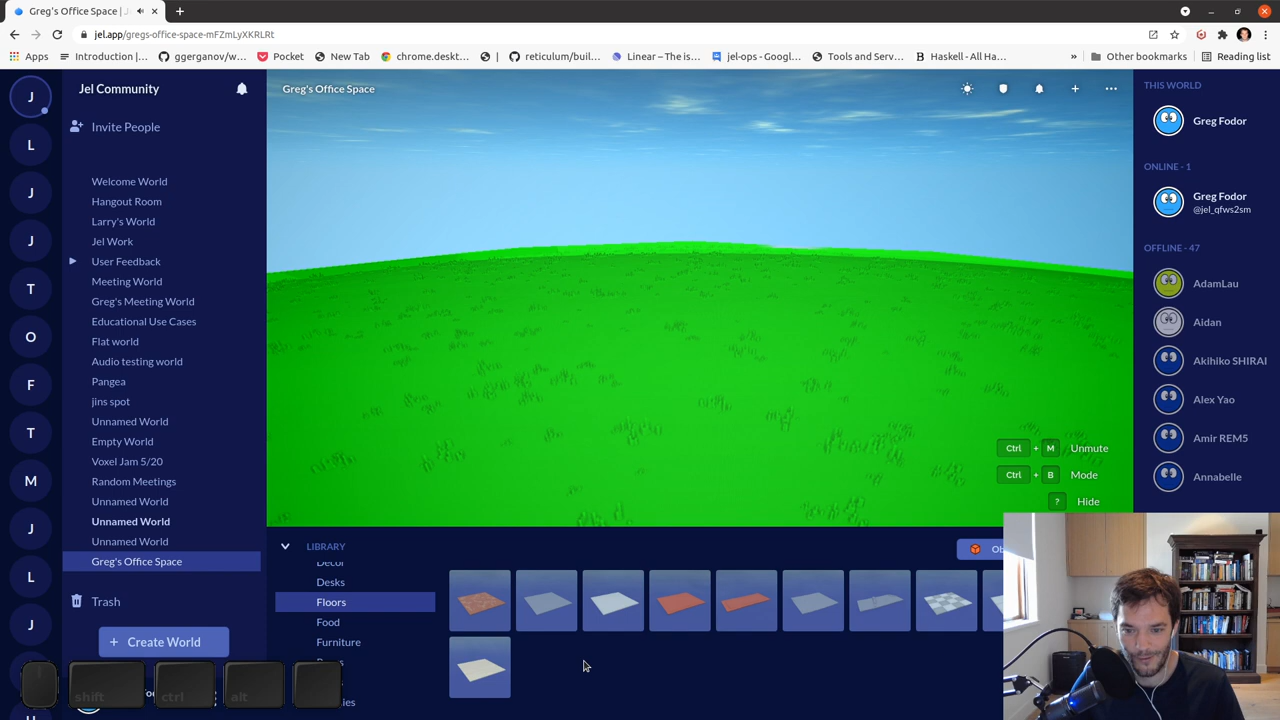 Greg's Office Space |
jel.app/gregs-office-space-mFZmLyXKRLRt
Apps
Introduction |…
ggerganov/w…
Pocket
New Tab
chrome.deskt…
|
reticulum/buil…
Linear – The is…
jel-ops - Googl…
Tools and Serv…
Haskell - All Ha…
»
Other bookmarks
Reading list
J
L
J
J
T
O
F
T
M
J
L
J
Jel Community
Invite People
Welcome World
Hangout Room
Larry's World
Jel Work
User Feedback
Meeting World
Greg's Meeting World
Educational Use Cases
Flat world
Audio testing world
Pangea
jins spot
Unnamed World
Empty World
Voxel Jam 5/20
Random Meetings
Unnamed World
Unnamed World
Unnamed World
Greg's Office Space
Trash
+ Create World
shift
ctrl
alt
Greg's Office Space
Ctrl + M Unmute
Ctrl + B Mode
? Hide
LIBRARY
Desks
Floors
Food
Furniture
THIS WORLD
Greg Fodor
ONLINE - 1
Greg Fodor
@jel_qfws2sm
OFFLINE - 47
AdamLau
Aidan
Akihiko SHIRAI
Alex Yao
Amir REM5
Annabelle